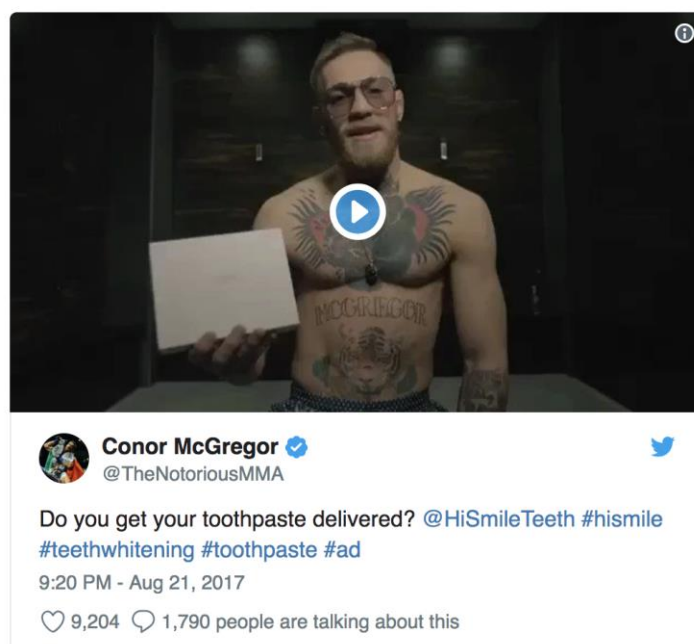 MCGREGOR
Conor McGregor
@TheNotoriousMMA
Do you get your toothpaste delivered? @HiSmileTeeth #hismile
#teethwhitening #toothpaste #ad
9:20 PM - Aug 21, 2017
9,204 1,790 people are talking about this